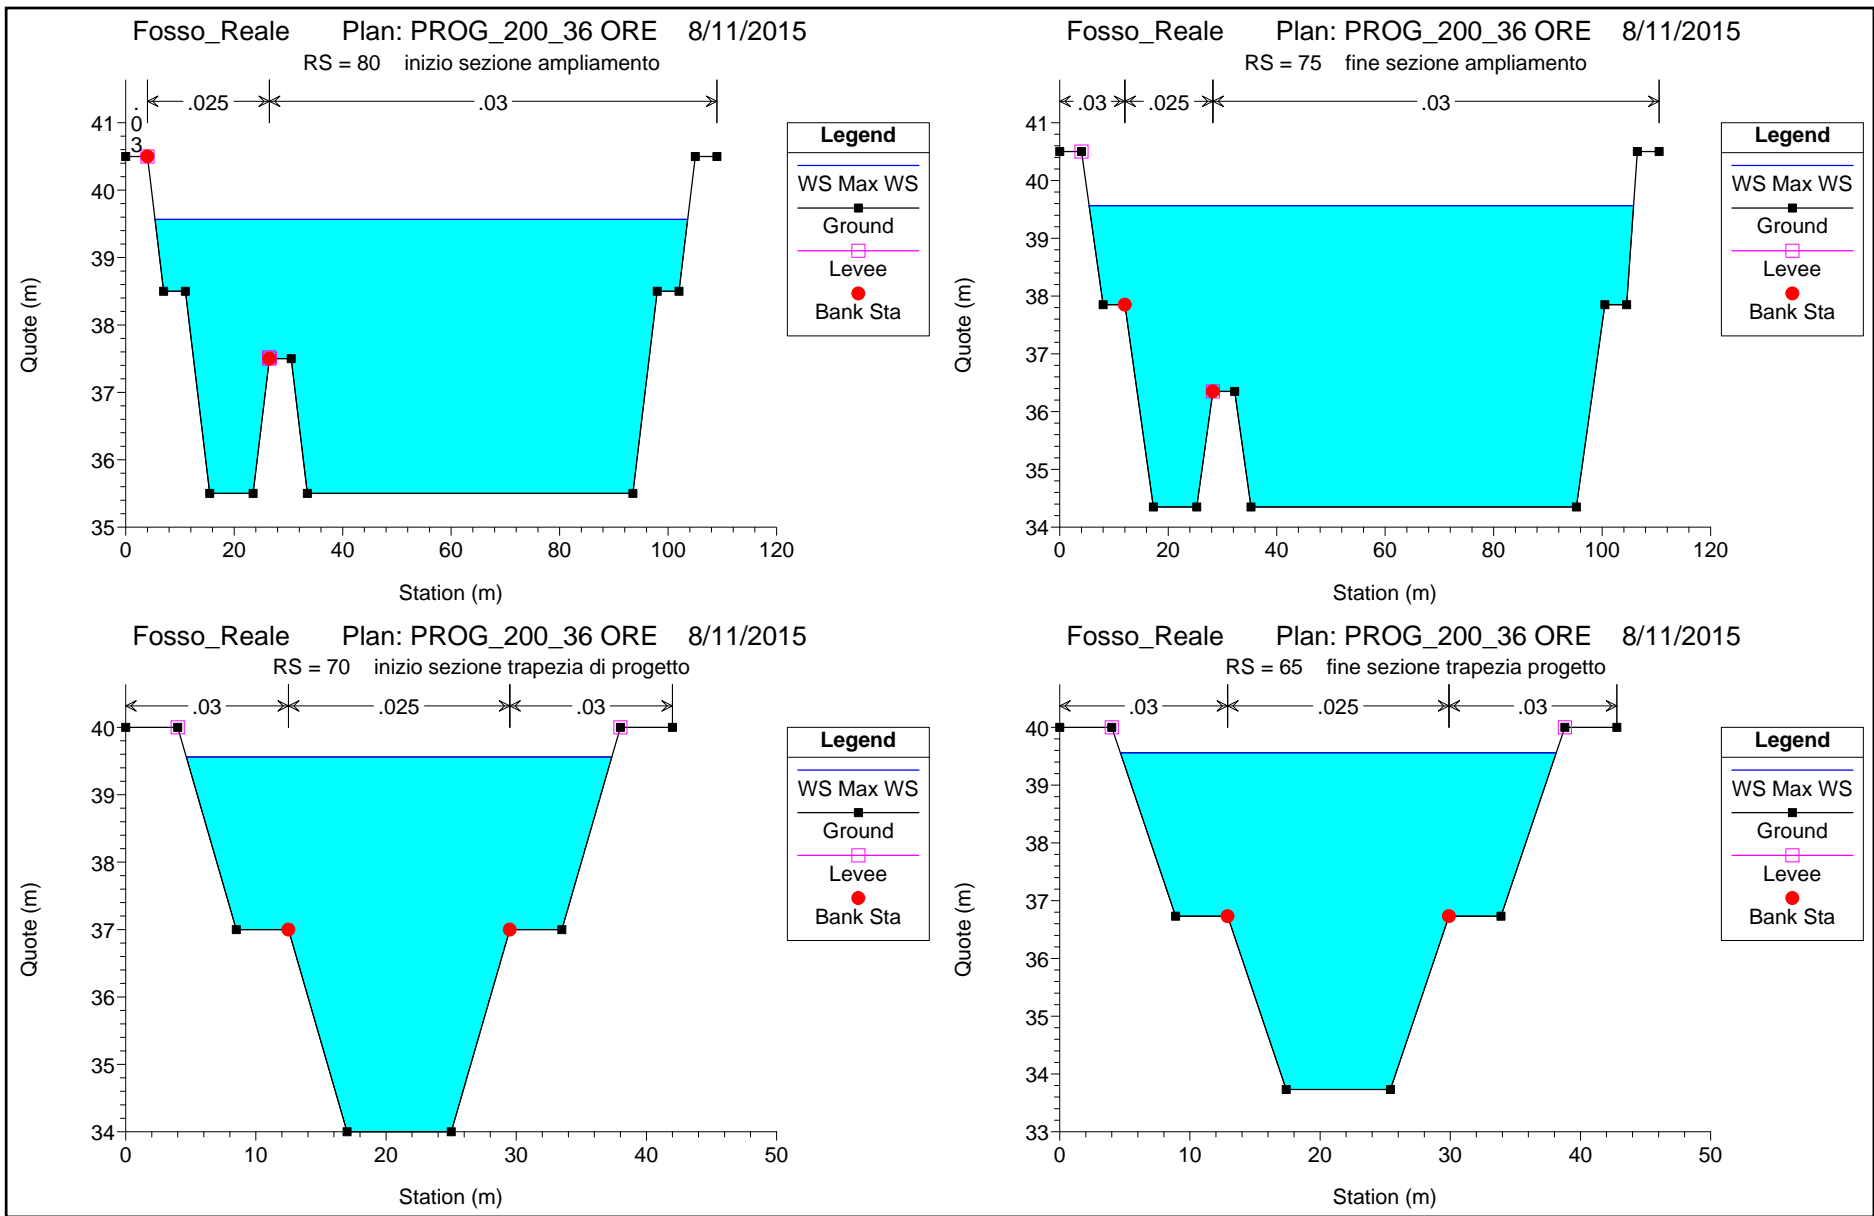 Fosso_Reale Plan: PROG_200_36 ORE 8/11/2015
RS = 80 inizio sezione ampliamento
.03
.025
.03
41
40
39
38
37
36
35
0 20 40 60 80 100 120
Quote (m)
Station (m)
Legend
WS Max WS
Ground
Levee
Bank Sta
Fosso_Reale Plan: PROG_200_36 ORE 8/11/2015
RS = 75 fine sezione ampliamento
.03
.025
.03
41
40
39
38
37
36
35
34
0 20 40 60 80 100 120
Quote (m)
Station (m)
Legend
WS Max WS
Ground
Levee
Bank Sta
Fosso_Reale Plan: PROG_200_36 ORE 8/11/2015
RS = 70 inizio sezione trapezia di progetto
.03
.025
.03
40
39
38
37
36
35
34
0 10 20 30 40 50
Quote (m)
Station (m)
Legend
WS Max WS
Ground
Levee
Bank Sta
Fosso_Reale Plan: PROG_200_36 ORE 8/11/2015
RS = 65 fine sezione trapezia progetto
.03
.025
.03
40
39
38
37
36
35
34
33
0 10 20 30 40 50
Quote (m)
Station (m)
Legend
WS Max WS
Ground
Levee
Bank Sta